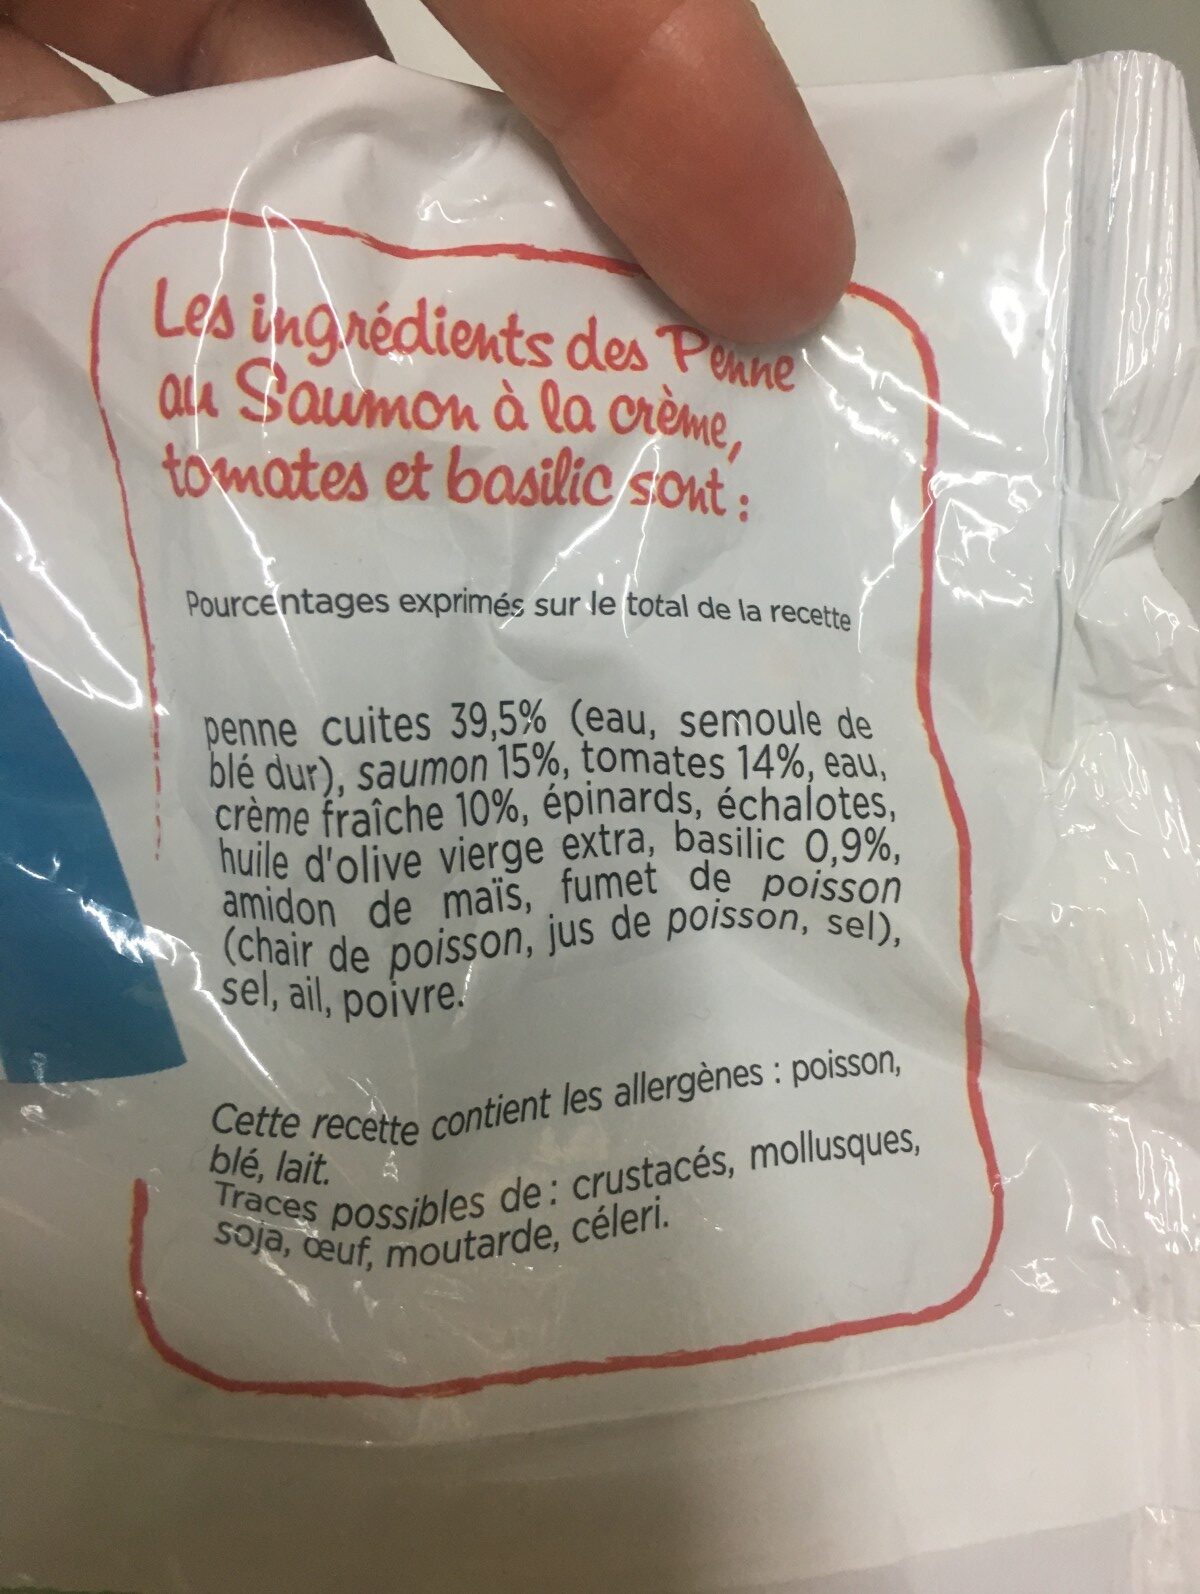 Les ingrédients des Penne
au Saumon à la crème,
tomates et basilic sont :
Pourcentages exprimés sur le total de la recette
penne cuites 39,5% (eau, semoule de
blé dur), saumon 15%, tomates 14%, eau,
crème fraîche 10%, épinards, échalotes,
huile d'olive vierge extra, basilic 0,9%,
amidon de maïs, fumet de poisson
(chair de poisson, jus de poisson, sel),
sel, ail, poivre.
Cette recette contient les allergènes : poisson,
blé, lait.
Traces possibles de : crustacés, mollusques,
soja, œuf, moutarde, céleri.